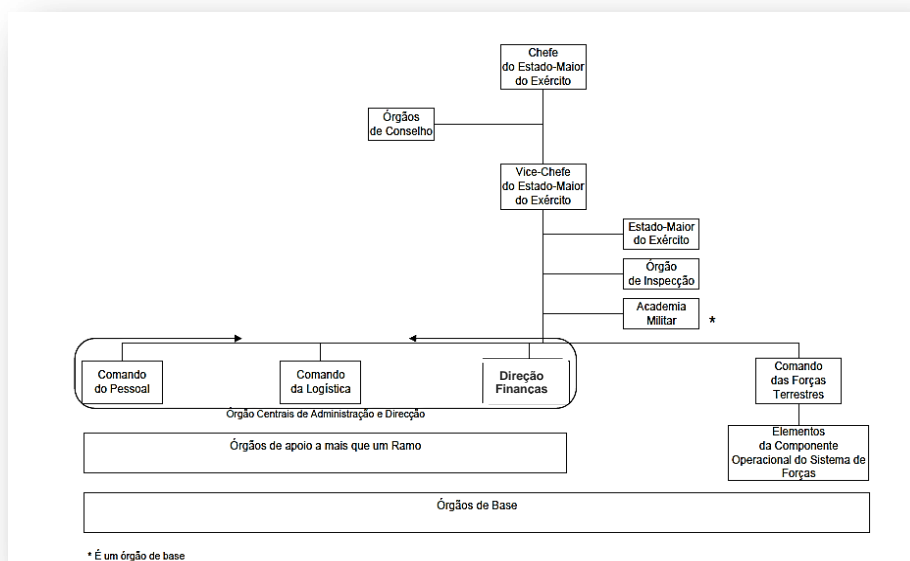 Chefe
do Estado-Maior
do Exército
Órgãos
de Conselho
Vice-Chefe
do Estado-Maior
do Exército
Estado-Maior
do Exército
Órgão
de Inspecção
Academia
Militar
*
Comando
do Pessoal
Comando
da Logística
Direção
Finanças
Comando
das Forças
Terrestres
Órgão Centrais de Administração e Direcção
Elementos
da Componente
Operacional do Sistema de
Forças
Órgãos de apoio a mais que um Ramo
Órgãos de Base
* É um órgão de base